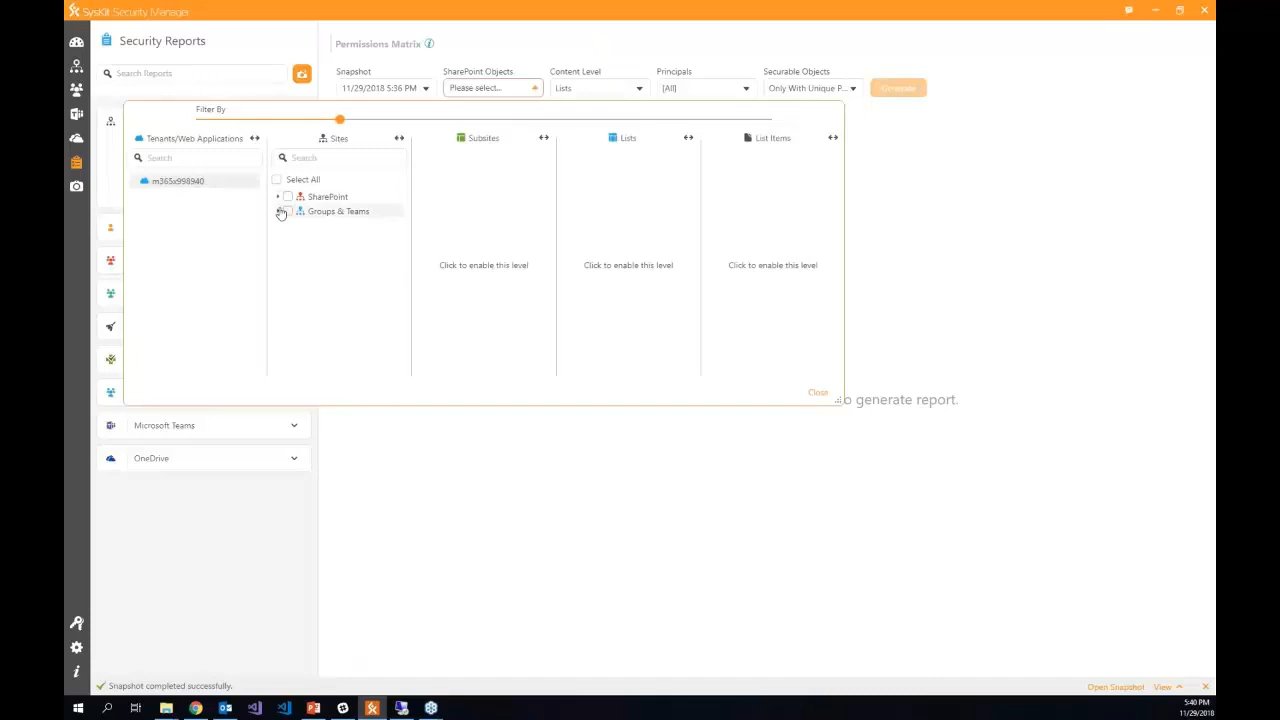 SysKit Security Manager
Security Reports
Search Reports
Permissions Matrix
Snapshot
SharePoint Objects
Content Level
Principals
Securable Objects
11/29/2018 5:36 PM
Please select...
Lists
[All]
Only With Unique P...
Generate
Filter By
Tenants/Web Applications
Sites
Subsites
Lists
List Items
Search
Search
m365x998940
Select All
SharePoint
Groups & Teams
Click to enable this level
Click to enable this level
Click to enable this level
Close
o generate report.
Microsoft Teams
OneDrive
Snapshot completed successfully.
Open Snapshot
View
5:40 PM
11/29/2018